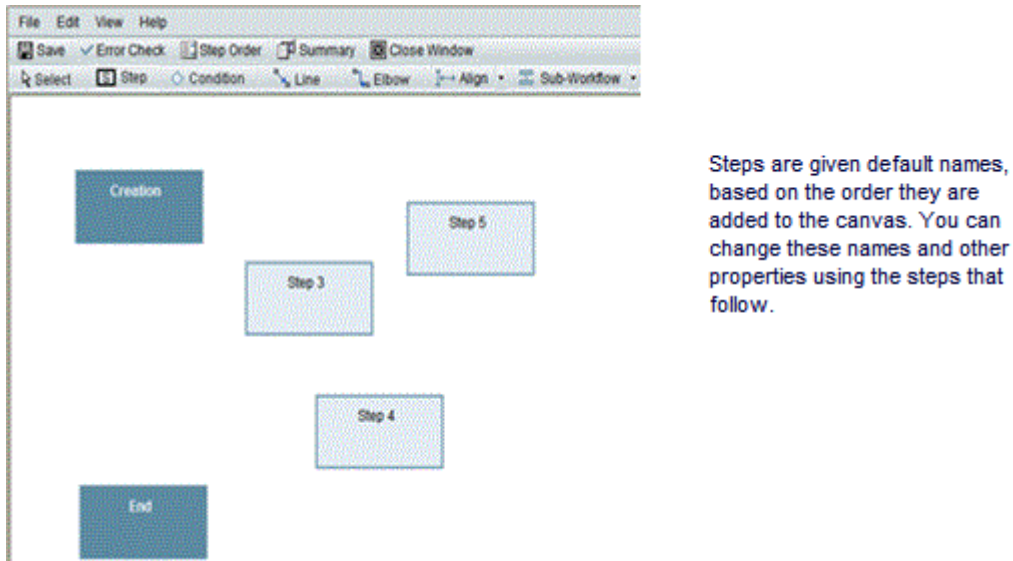 File Edit View Help
Save Error Check Step Order Summary Close Window
Select Step Condition Line Elbow Align Sub-Workflow
Creation
Step 5
Step 3
Step 4
End
Steps are given default names,
based on the order they are
added to the canvas. You can
change these names and other
properties using the steps that
follow.